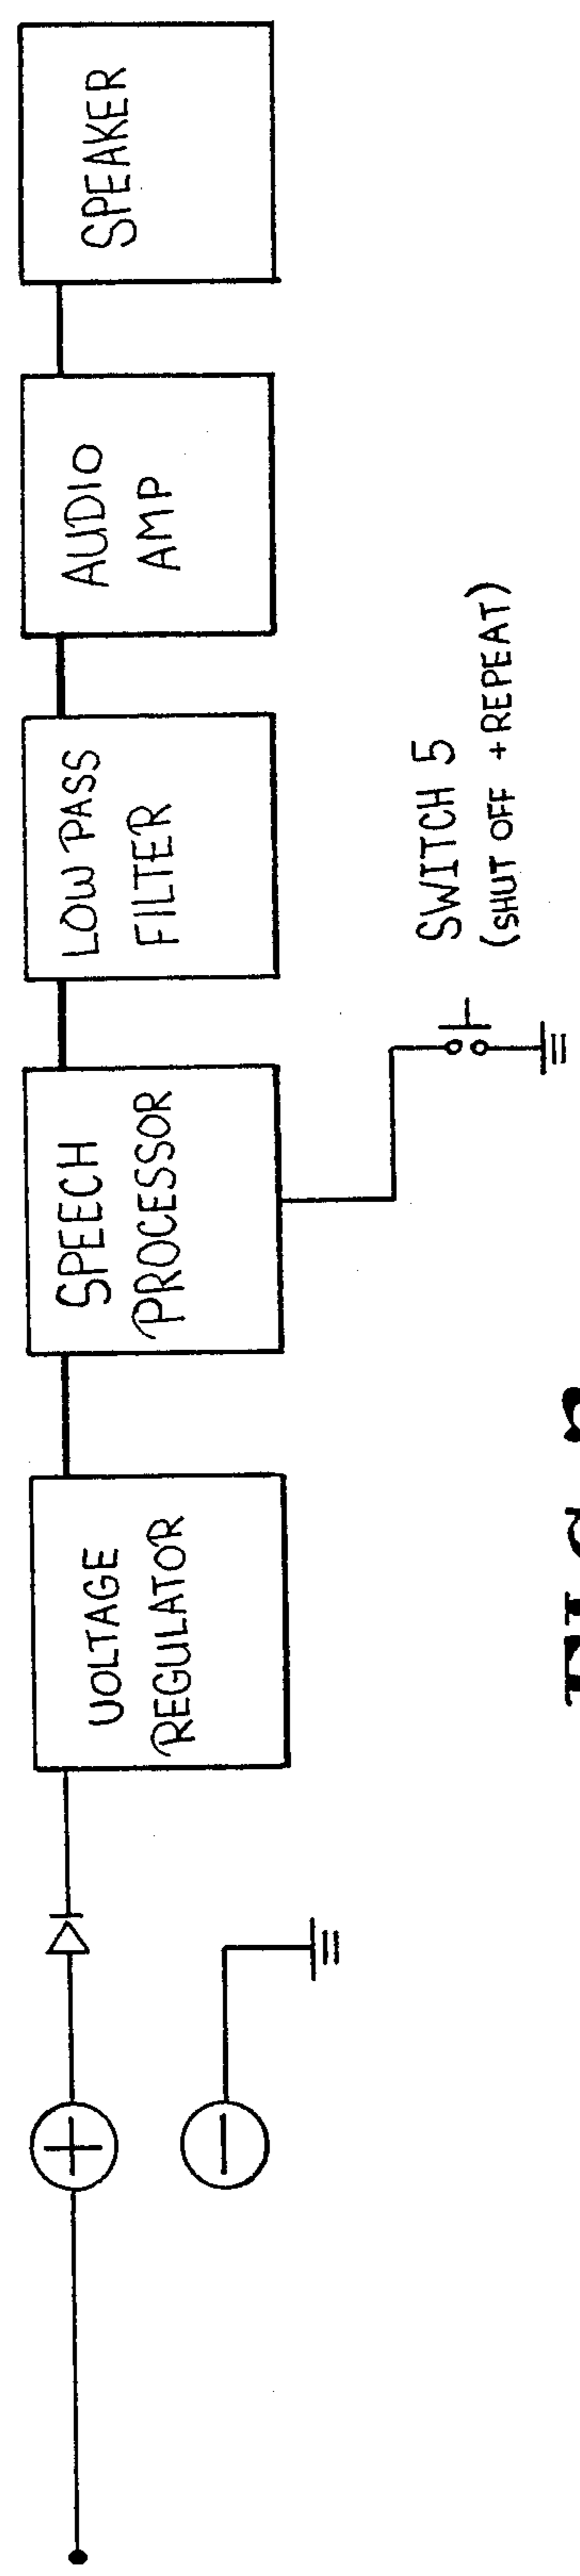 SPEAKER
AUDIO
AMP
LOW PASS
FILTER
SPEECH
PROCESSOR
VOLTAGE
REGULATOR
SWITCH 5
(SHUT OFF + REPEAT)
+
−